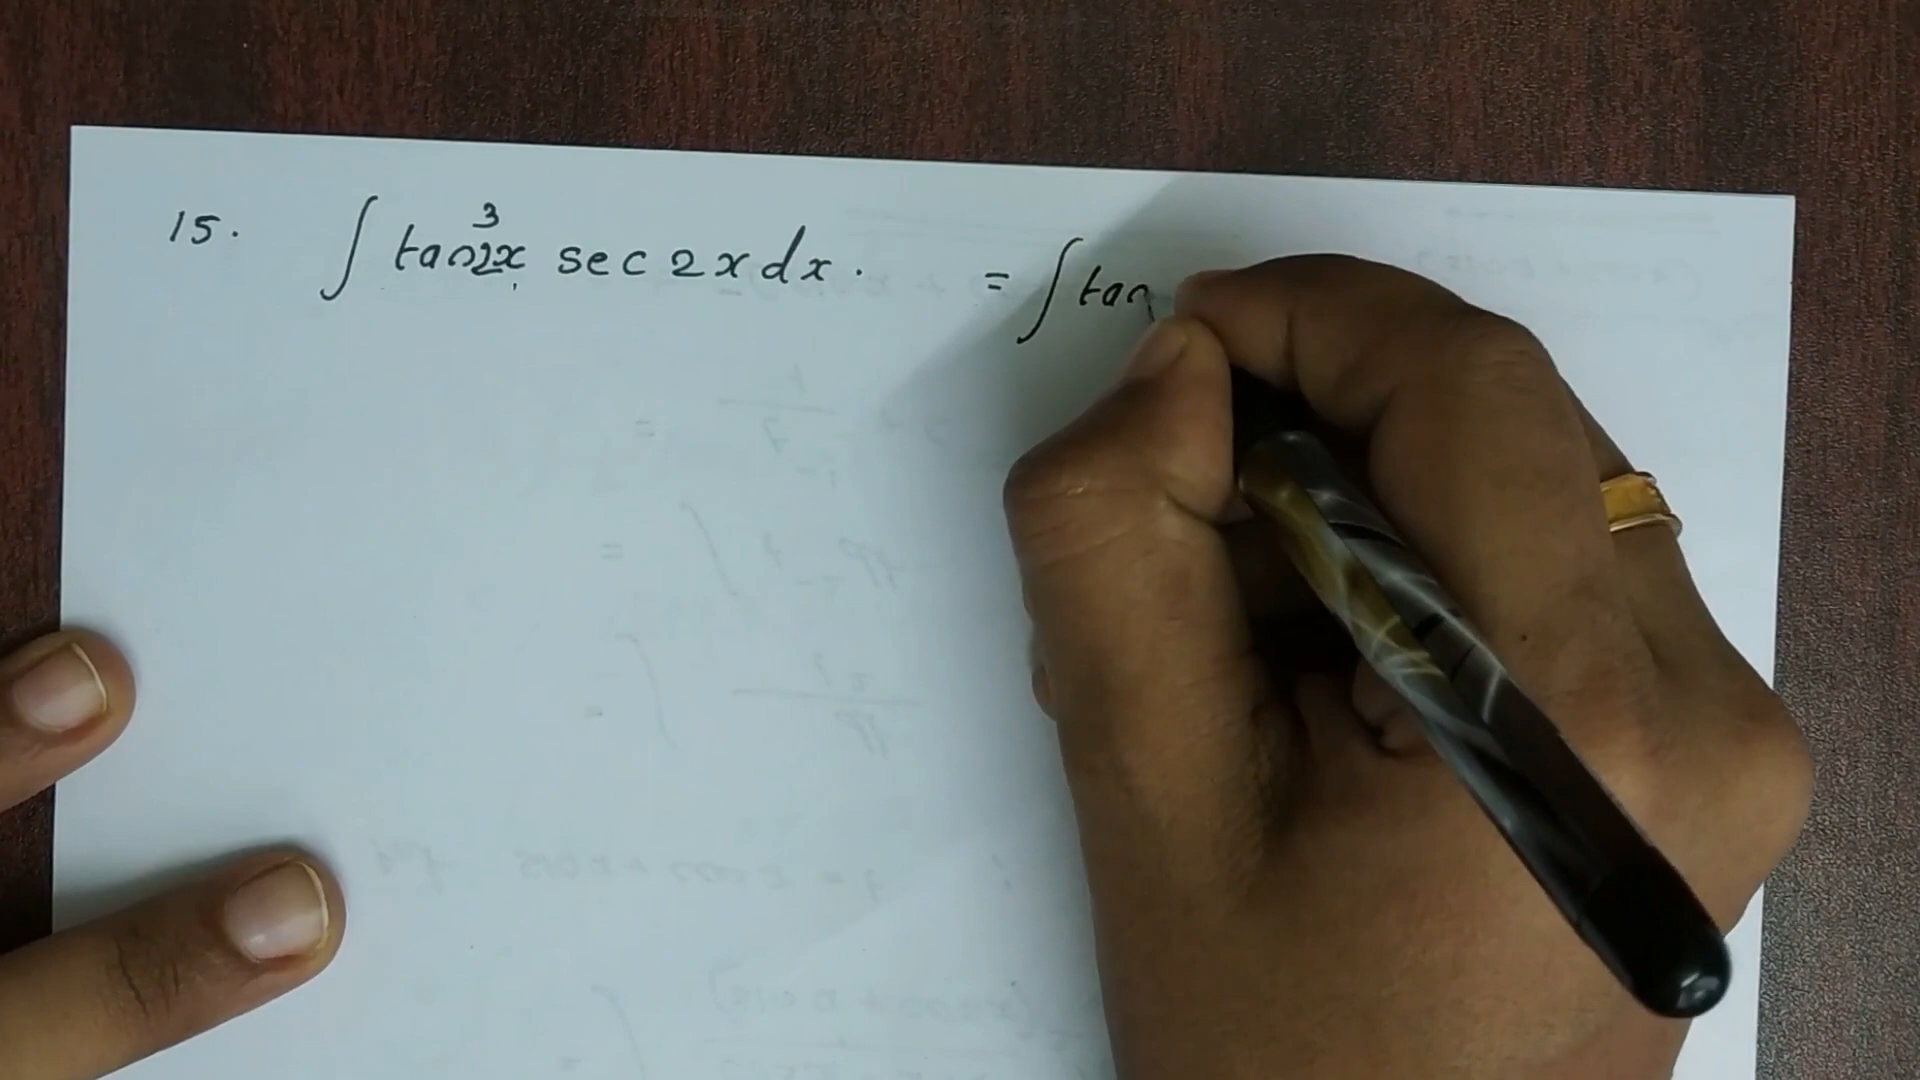 15. ∫ tan³2x sec 2x dx. = ∫ tan